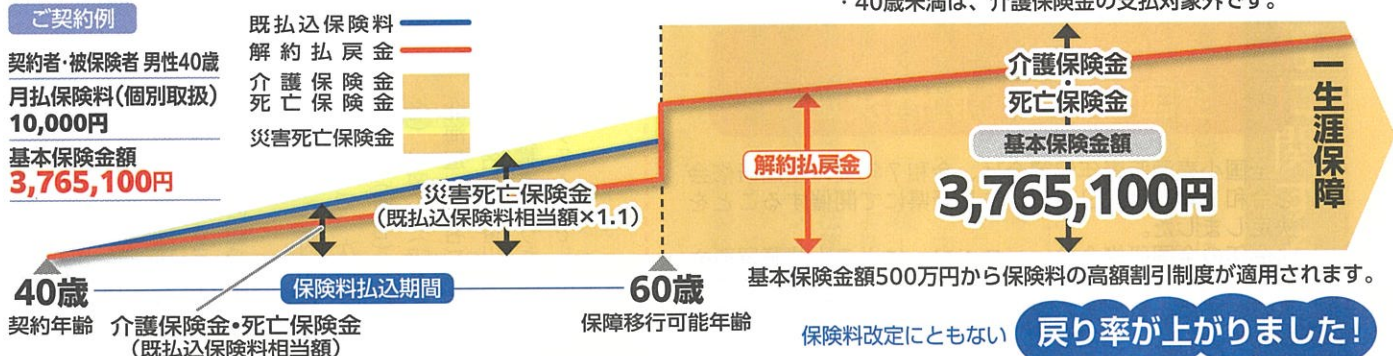 ・40歳未満は、介護保険金の支払対象外です。
ご契約例
契約者・被保険者 男性40歳
月払保険料(個別取扱)
10,000円
基本保険金額
3,765,100円
既払込保険料
解約払戻金
介護保険金
死亡保険金
災害死亡保険金
災害死亡保険金
(既払込保険料相当額×1.1)
解約払戻金
介護保険金
死亡保険金
基本保険金額
3,765,100円
一生涯保障
40歳
契約年齢
保険料払込期間
60歳
保障移行可能年齢
介護保険金・死亡保険金
(既払込保険料相当額)
基本保険金額500万円から保険料の高額割引制度が適用されます。
保険料改定にともない 戻り率が上がりました!